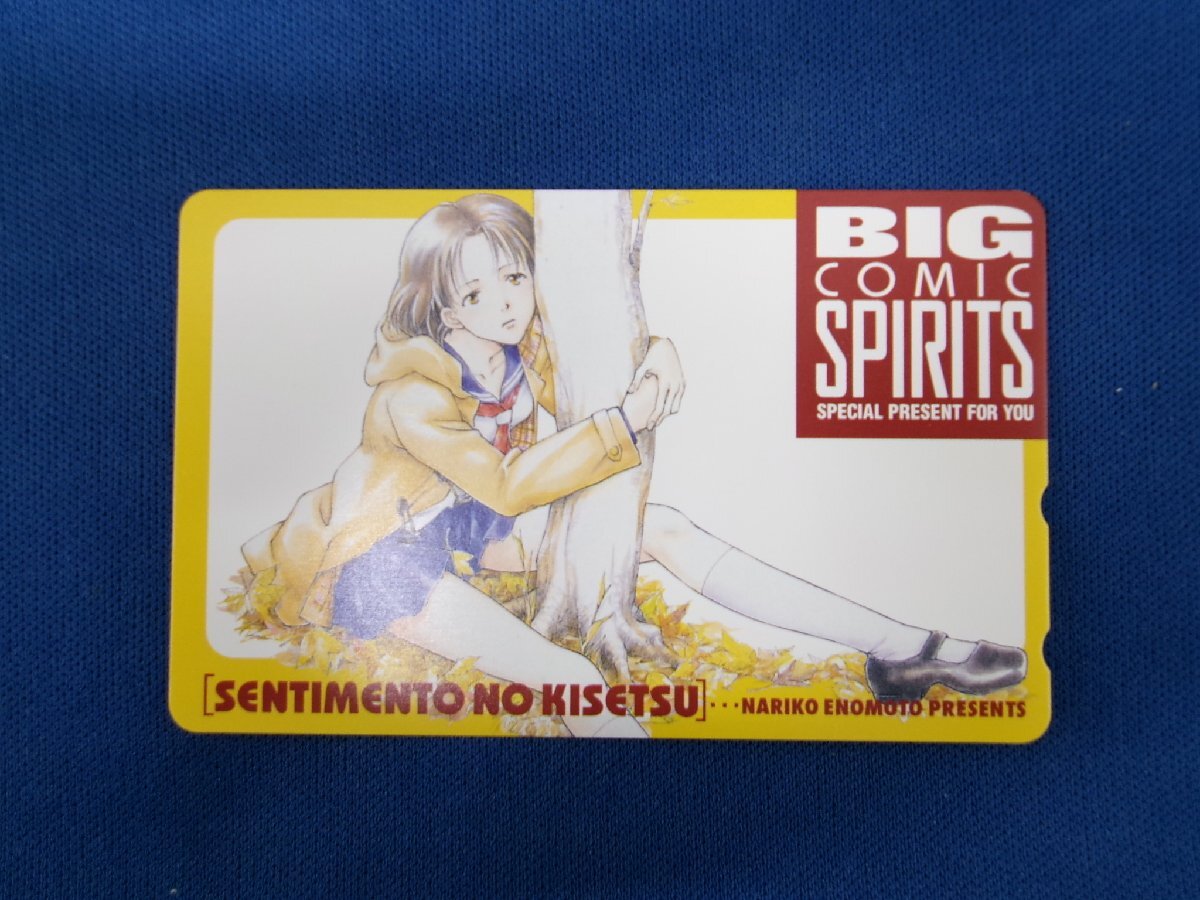 BIG
COMIC
SPIRITS
SPECIAL PRESENT FOR YOU
[SENTIMENTO NO KISETSU]···NARIKO ENOMOTO PRESENTS